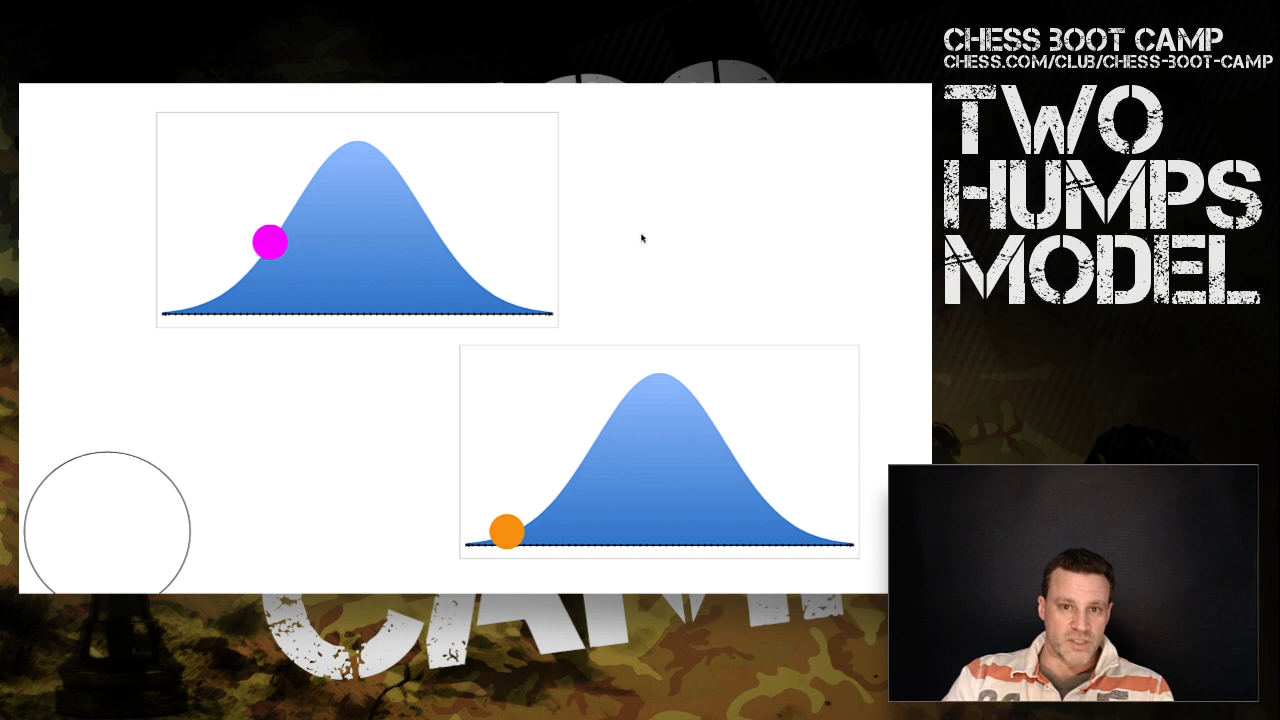 CHESS BOOT CAMP
CHESS.COM/CLUB/CHESS-BOOT-CAMP
TWO
HUMPS
MODEL